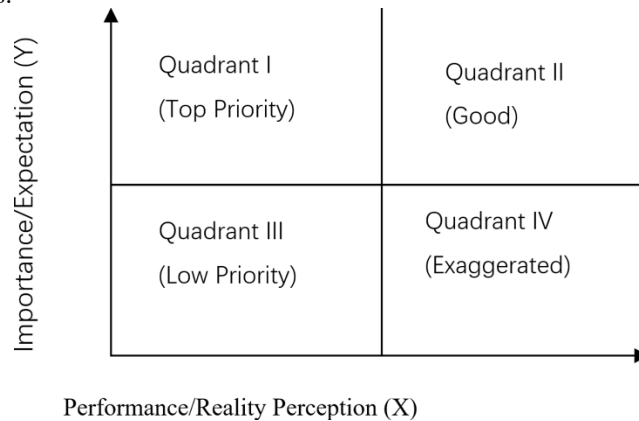 Importance/Expectation (Y)
Quadrant I
(Top Priority)
Quadrant II
(Good)
Quadrant III
(Low Priority)
Quadrant IV
(Exaggerated)
Performance/Reality Perception (X)